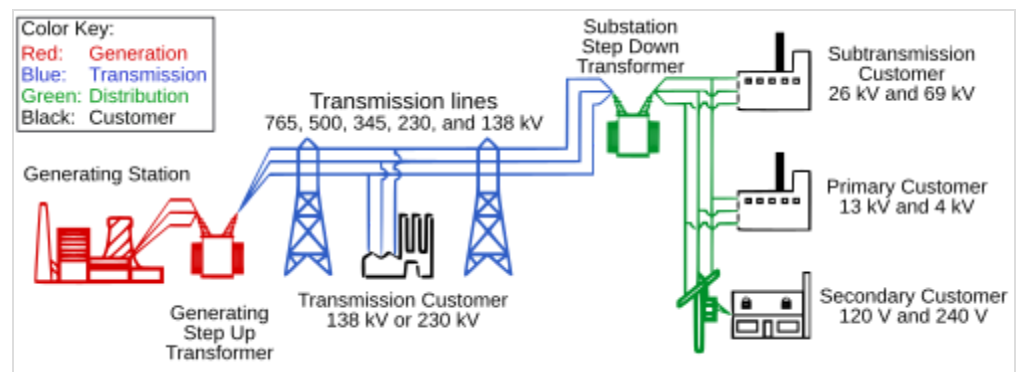 Color Key:
Red: Generation
Blue: Transmission
Green: Distribution
Black: Customer
Generating Station
Generating
Step Up
Transformer
Transmission lines
765, 500, 345, 230, and 138 kV
Transmission Customer
138 kV or 230 kV
Substation
Step Down
Transformer
Subtransmission
Customer
26 kV and 69 kV
Primary Customer
13 kV and 4 kV
Secondary Customer
120 V and 240 V